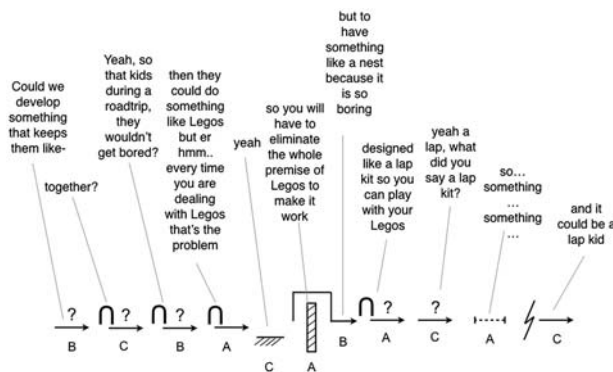 Could we
develop
something
that keeps
them like-
together?
Yeah, so
that kids
during a
roadtrip,
they
wouldn't
get bored?
then they
could do
something
like Legos
but er
hmm..
every time
you are
dealing
with Legos
that's the
problem
yeah
so you will
have to
eliminate
the whole
premise of
Legos to
make it
work
but to
have
something
like a nest
because it
is so
boring
designed
like a lap
kit so you
can play
with your
Legos
yeah a
lap, what
did you
say a lap
kit?
so...
something
...
something
...
and it
could be a
lap kid
? ? ? ? ?
B C B A C A B A C A C